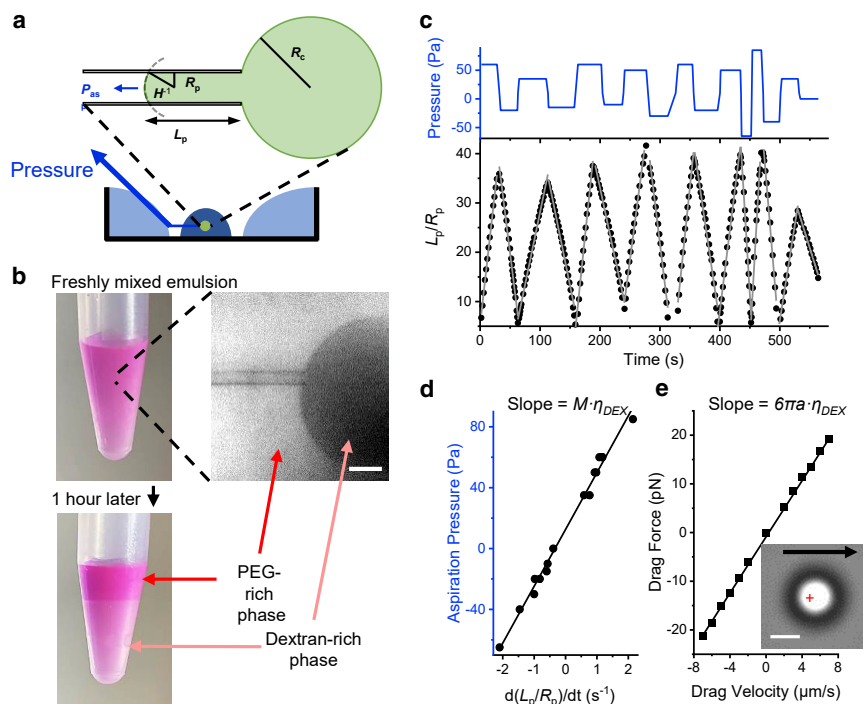 a
R_c
P_as
p
H^-1
R_p
L_p
Pressure
b
Freshly mixed emulsion
1 hour later
PEG-
rich
phase
Dextran-rich
phase
c
Pressure (Pa)
50
0
-50
L_p/R_p
40
30
20
10
0 100 200 300 400 500 600
Time (s)
d
Slope = M·η_DEX
Aspiration Pressure (Pa)
80
40
0
-40
-2 -1 0 1 2
d(L_p/R_p)/dt (s^-1)
e
Slope = 6πa·η_DEX
Drag Force (pN)
20
10
0
-10
-20
-8 -4 0 4 8
Drag Velocity (µm/s)